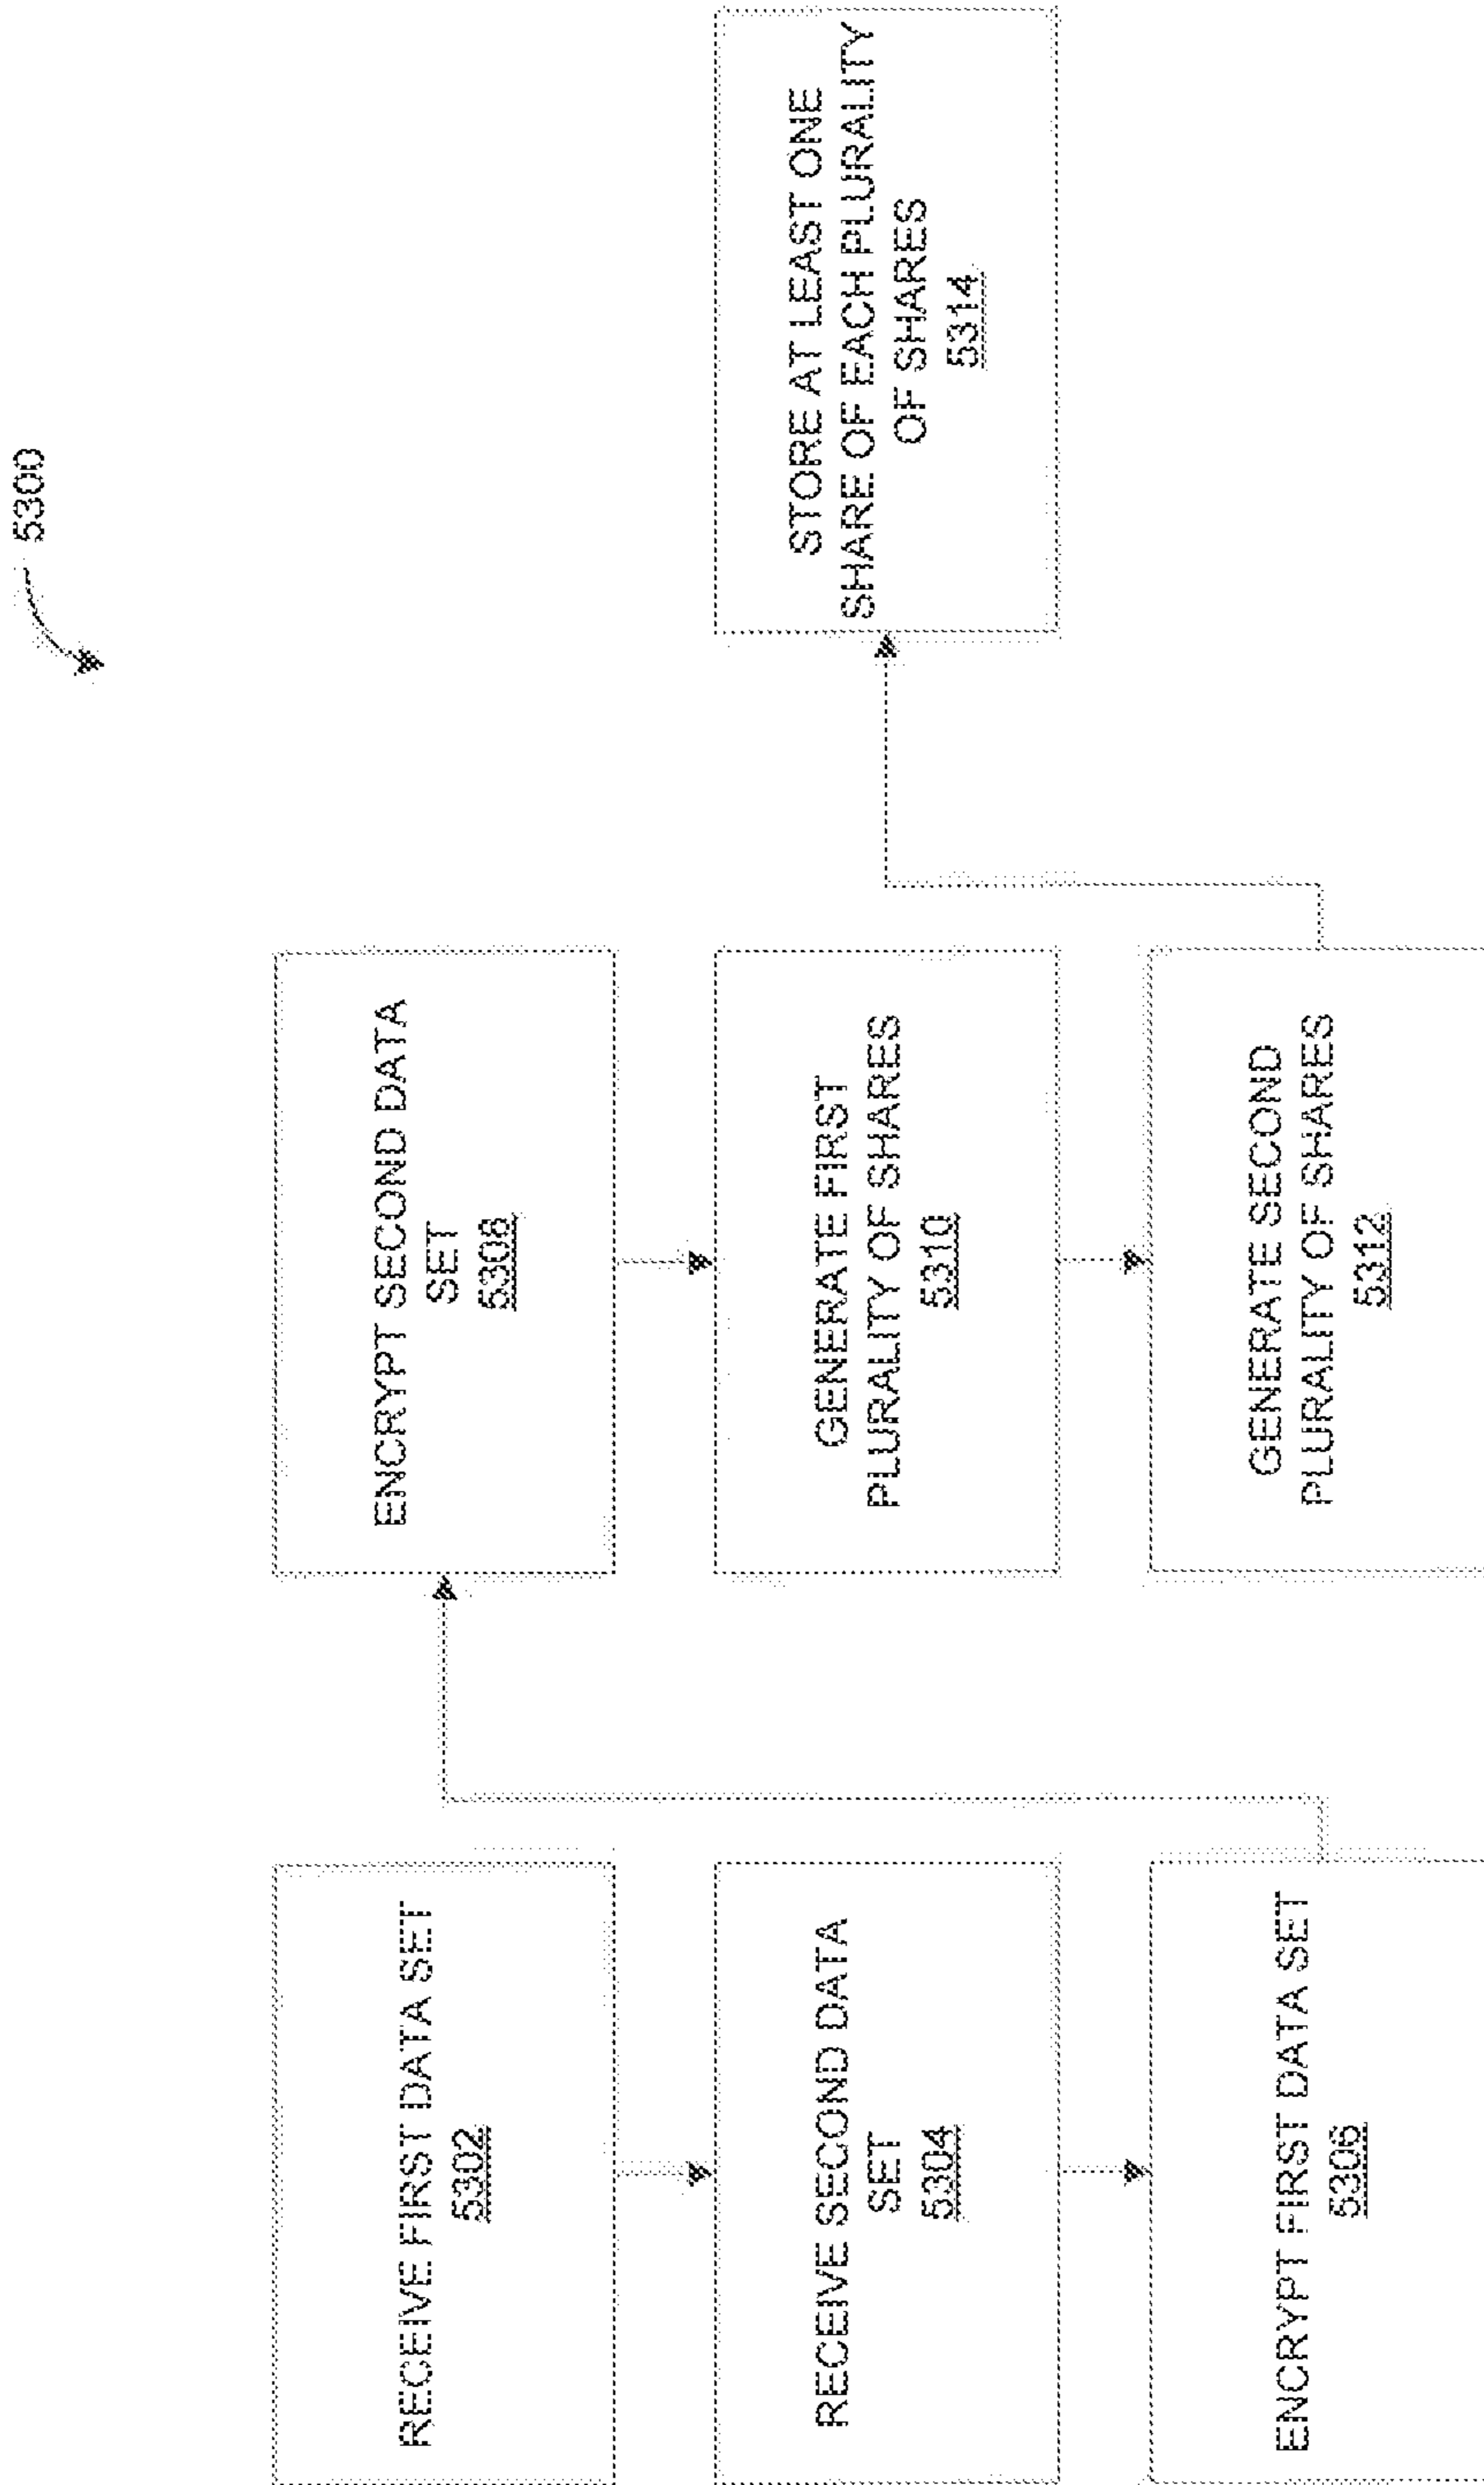 5300
RECEIVE FIRST DATA SET
5302
RECEIVE SECOND DATA
SET
5304
ENCRYPT FIRST DATA SET
5306
ENCRYPT SECOND DATA
SET
5308
GENERATE FIRST
PLURALITY OF SHARES
5310
GENERATE SECOND
PLURALITY OF SHARES
5312
STORE AT LEAST ONE
SHARE OF EACH PLURALITY
OF SHARES
5314